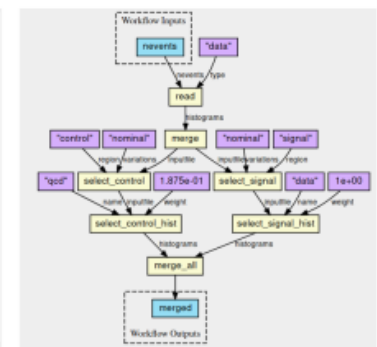 Workflow Inputs
nevents
"data"
nevents
type
read
histograms
"control"
"nominal"
merge
"nominal"
"signal"
region
variations
inputfile
inputfile
variations
region
"qcd"
select_control
1.875e-01
select_signal
"data"
1e+00
name
inputfile
weight
inputfile
name
weight
select_control_hist
select_signal_hist
histograms
histograms
merge_all
merged
Workflow Outputs